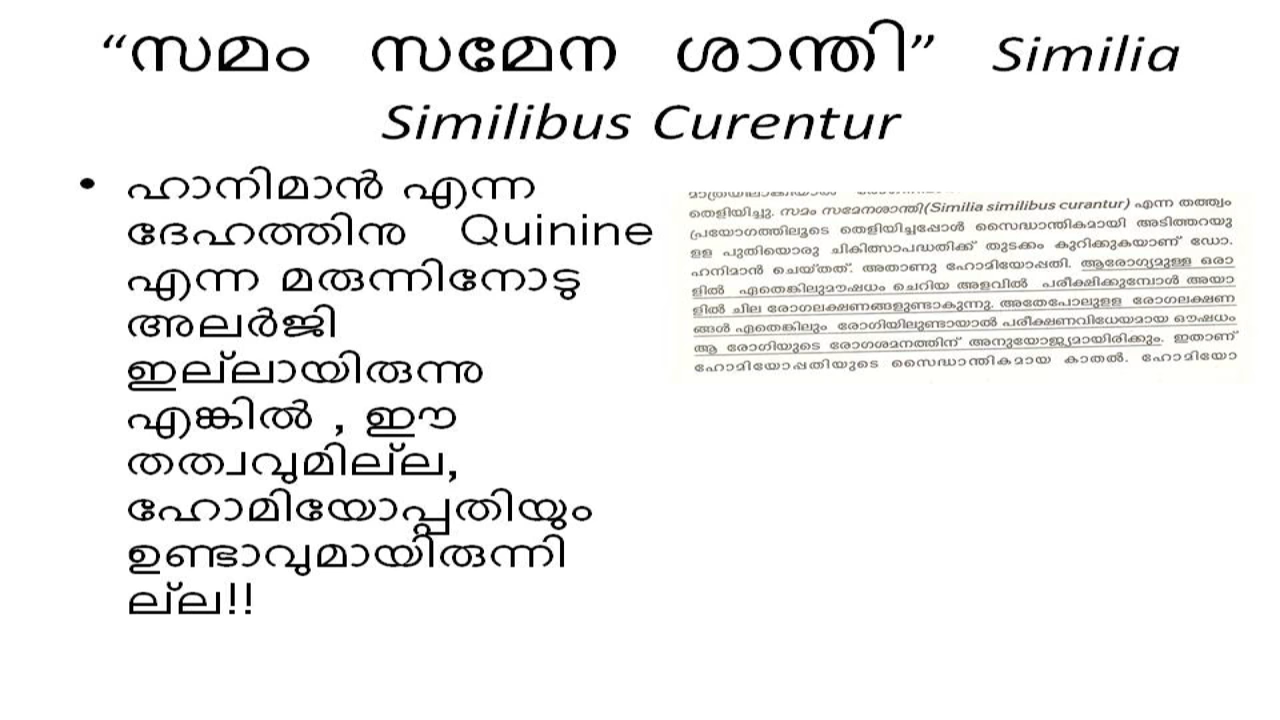 “സമം സമേന ശാന്തി” Similia
Similibus Curentur
• ഹാനിമാൻ എന്ന
ദേഹത്തിനു Quinine
എന്ന മരുന്നിനോടു
അലർജി
ഇല്ലായിരുന്നു
എങ്കിൽ , ഈ
തത്വവുമില്ല,
ഹോമിയോപ്പതിയും
ഉണ്ടാവുമായിരുന്നി
ല്ല!!
തെളിയിച്ചു. സമം സമേനശാന്തി(Similia similibus curantur) എന്ന തത്ത്വം
പ്രയോഗത്തിലൂടെ തെളിയിച്ചപ്പോൾ സൈദ്ധാന്തികമായി അടിത്തറയു
ള്ള പുതിയൊരു ചികിത്സാപദ്ധതിക്ക് തുടക്കം കുറിക്കുകയാണ് ഡോ.
ഹനിമാൻ ചെയ്തത്. അതാണു ഹോമിയോപ്പതി. ആരോഗ്യമുള്ള ഒരാ
ളിൽ ഏതെങ്കിലുമൗഷധം ചെറിയ അളവിൽ പരീക്ഷിക്കുമ്പോൾ അയാ
ളിൽ ചില രോഗലക്ഷണങ്ങളുണ്ടാകുന്നു. അതേപോലുള്ള രോഗലക്ഷണ
ങ്ങൾ ഏതെങ്കിലും രോഗിയിലുണ്ടായാൽ പരീക്ഷണവിധേയമായ ഔഷധം
ആ രോഗിയുടെ രോഗശമനത്തിന് അനുയോജ്യമായിരിക്കും. ഇതാണ്
ഹോമിയോപ്പതിയുടെ സൈദ്ധാന്തികമായ കാതൽ. ഹോമിയോ